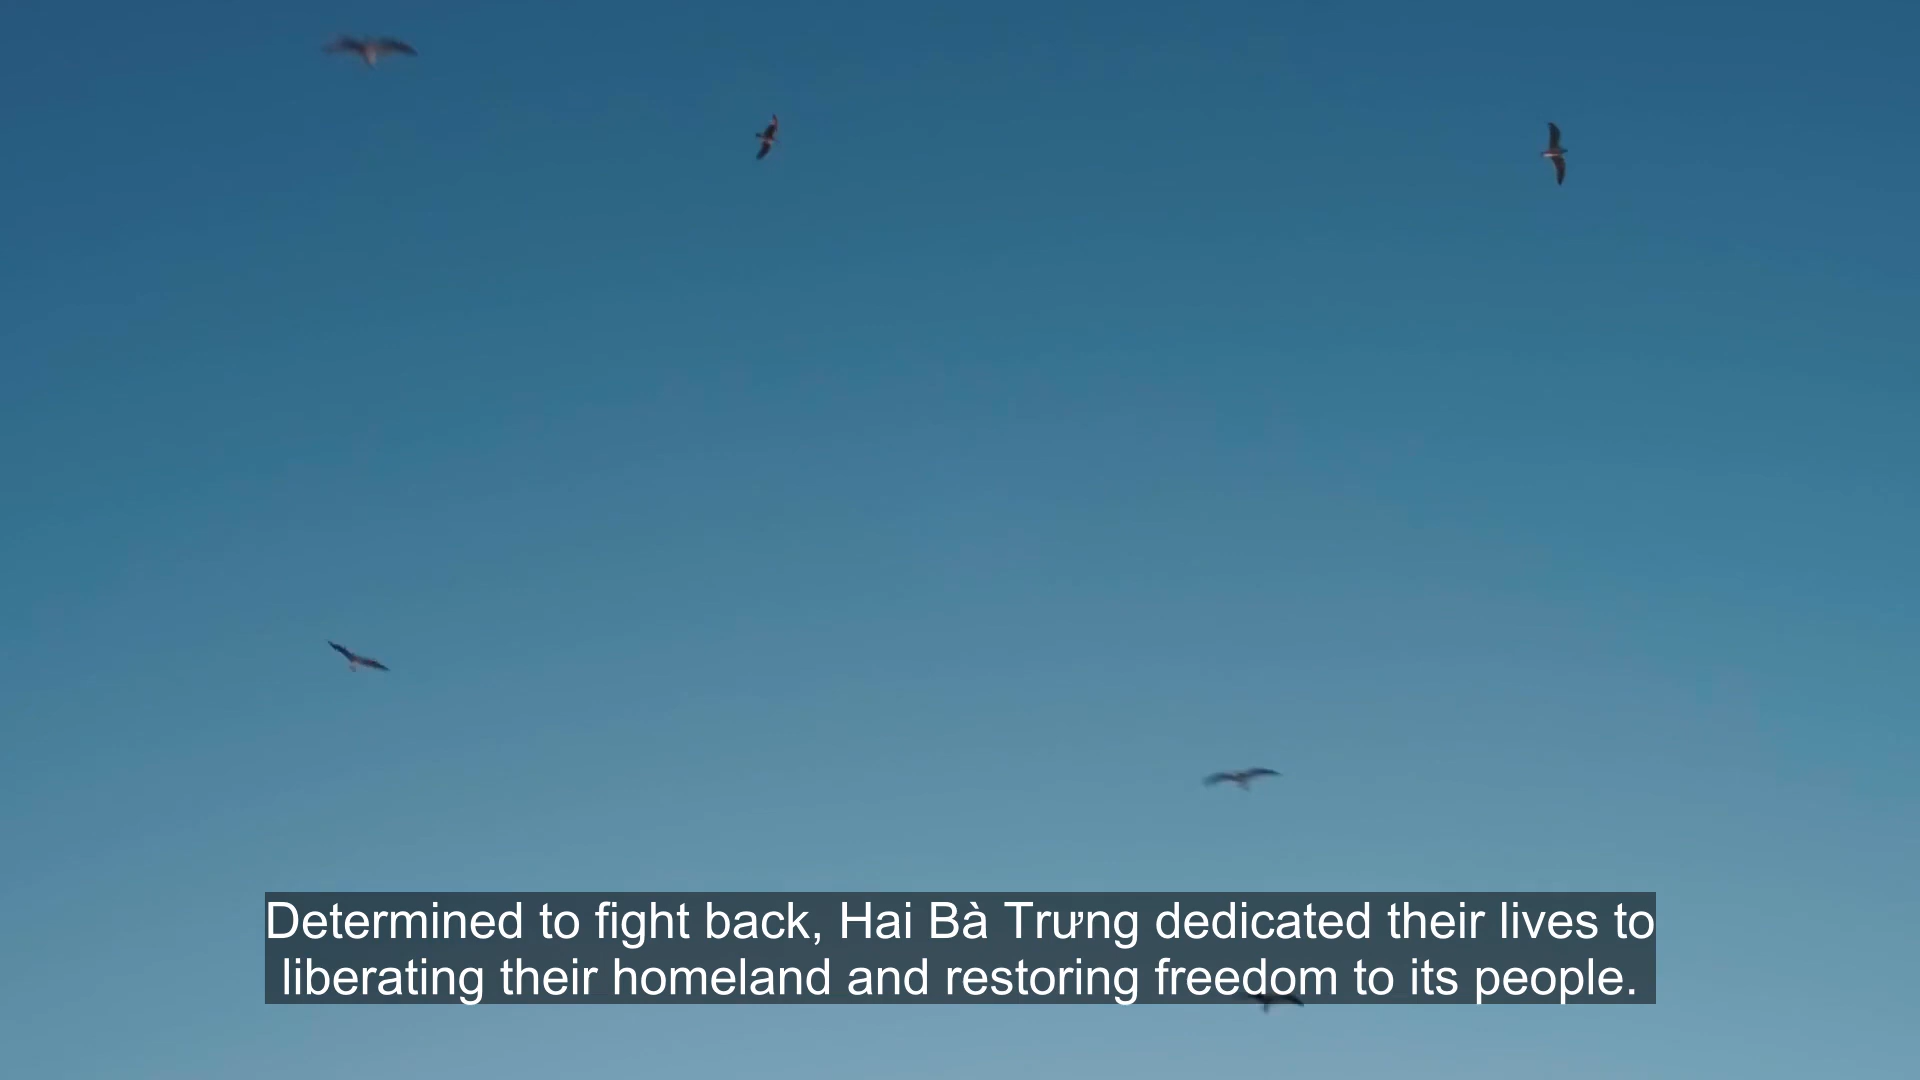 Determined to fight back, Hai Bà Trưng dedicated their lives to
liberating their homeland and restoring freedom to its people.